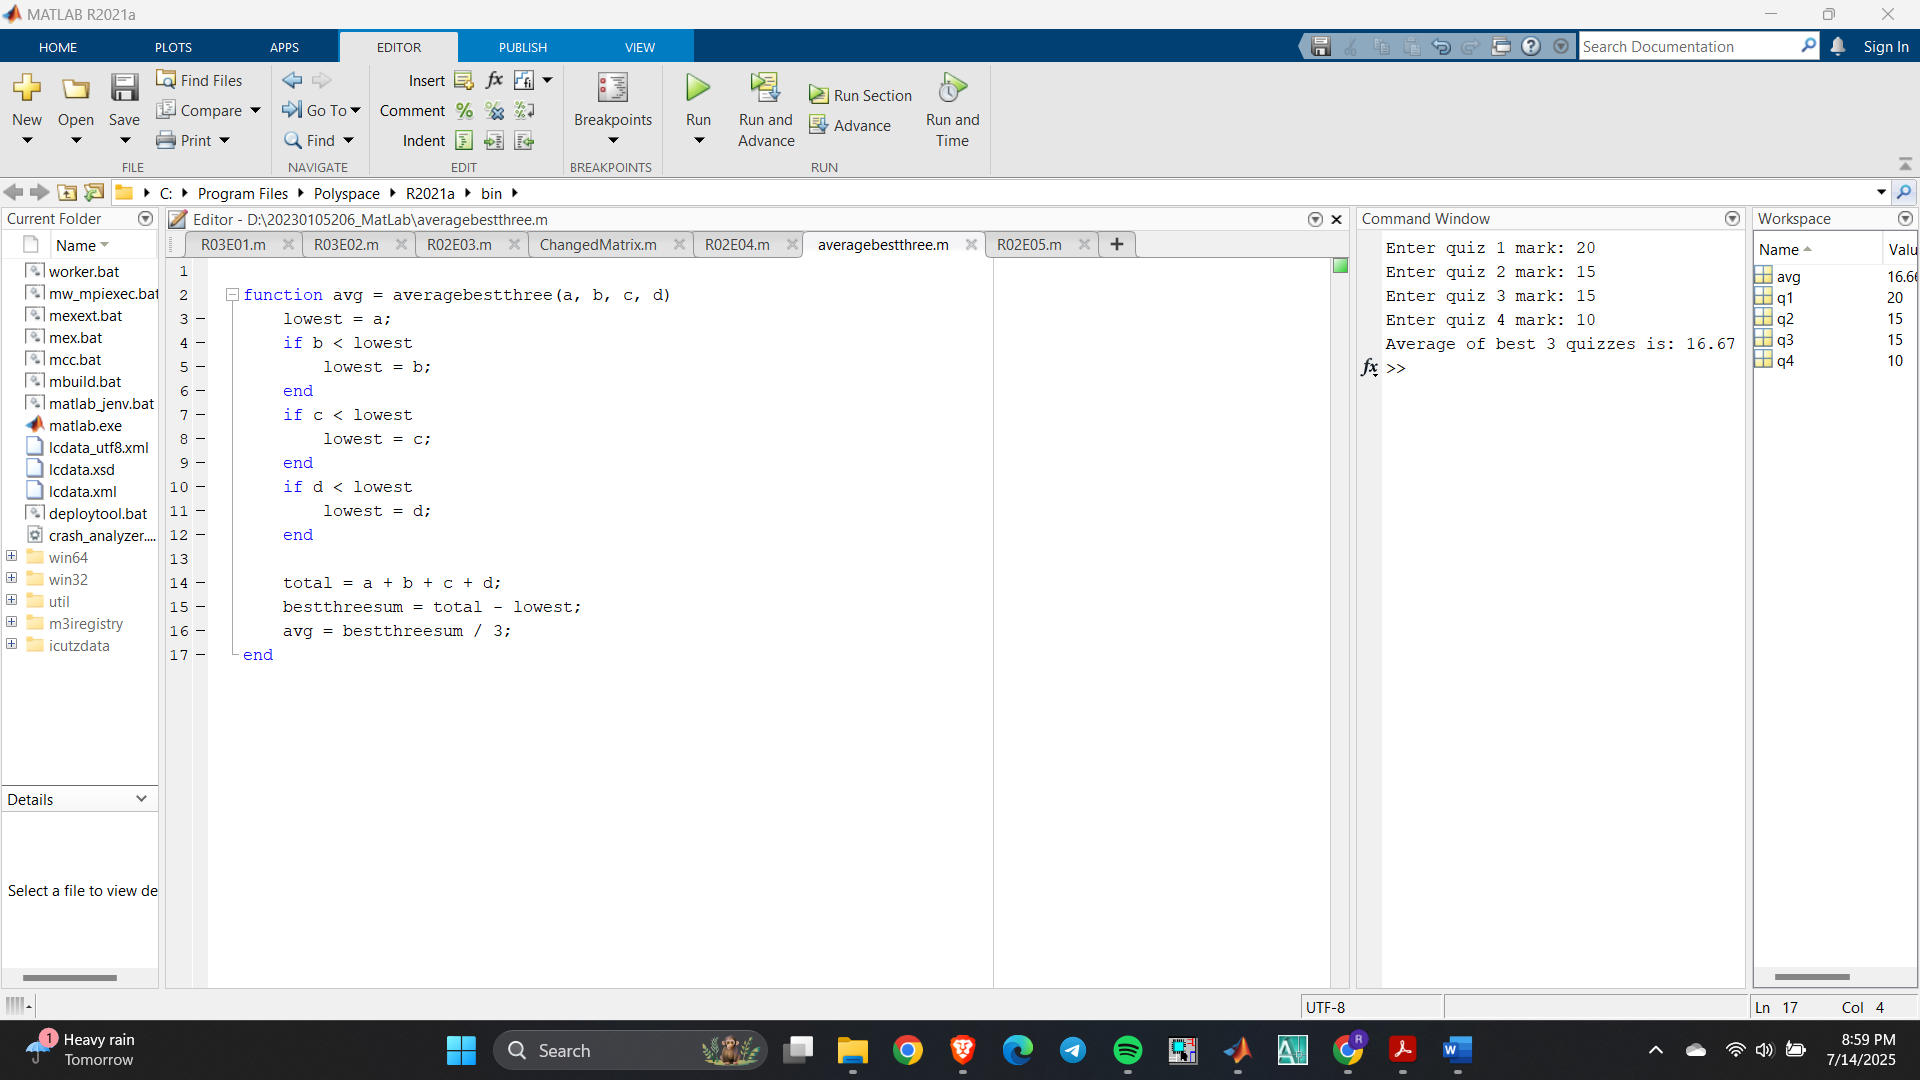 MATLAB R2021a
HOME PLOTS APPS EDITOR PUBLISH VIEW
Search Documentation
Sign In
New
Open
Save
Find Files
Compare
Print
FILE
Go To
Find
NAVIGATE
Insert
Comment
Indent
EDIT
Breakpoints
BREAKPOINTS
Run
Run and
Advance
Run Section
Advance
Run and
Time
RUN
C: Program Files Polyspace R2021a bin
Current Folder
Name
worker.bat
mw_mpiexec.bat
mexext.bat
mex.bat
mcc.bat
mbuild.bat
matlab_jenv.bat
matlab.exe
lcdata_utf8.xml
lcdata.xsd
lcdata.xml
deploytool.bat
crash_analyzer....
win64
win32
util
m3iregistry
icutzdata
Details
Select a file to view de
Editor - D:\20230105206_MatLab\averagebestthree.m
R03E01.m R03E02.m R02E03.m ChangedMatrix.m R02E04.m averagebestthree.m R02E05.m
1
2 function avg = averagebestthree(a, b, c, d)
3 lowest = a;
4 if b < lowest
5 lowest = b;
6 end
7 if c < lowest
8 lowest = c;
9 end
10 if d < lowest
11 lowest = d;
12 end
13
14 total = a + b + c + d;
15 bestthreesum = total - lowest;
16 avg = bestthreesum / 3;
17 end
Command Window
Enter quiz 1 mark: 20
Enter quiz 2 mark: 15
Enter quiz 3 mark: 15
Enter quiz 4 mark: 10
Average of best 3 quizzes is: 16.67
fx >>
Workspace
Name Valu
avg 16.66
q1 20
q2 15
q3 15
q4 10
UTF-8
Ln 17 Col 4
1
Heavy rain
Tomorrow
Search
8:59 PM
7/14/2025